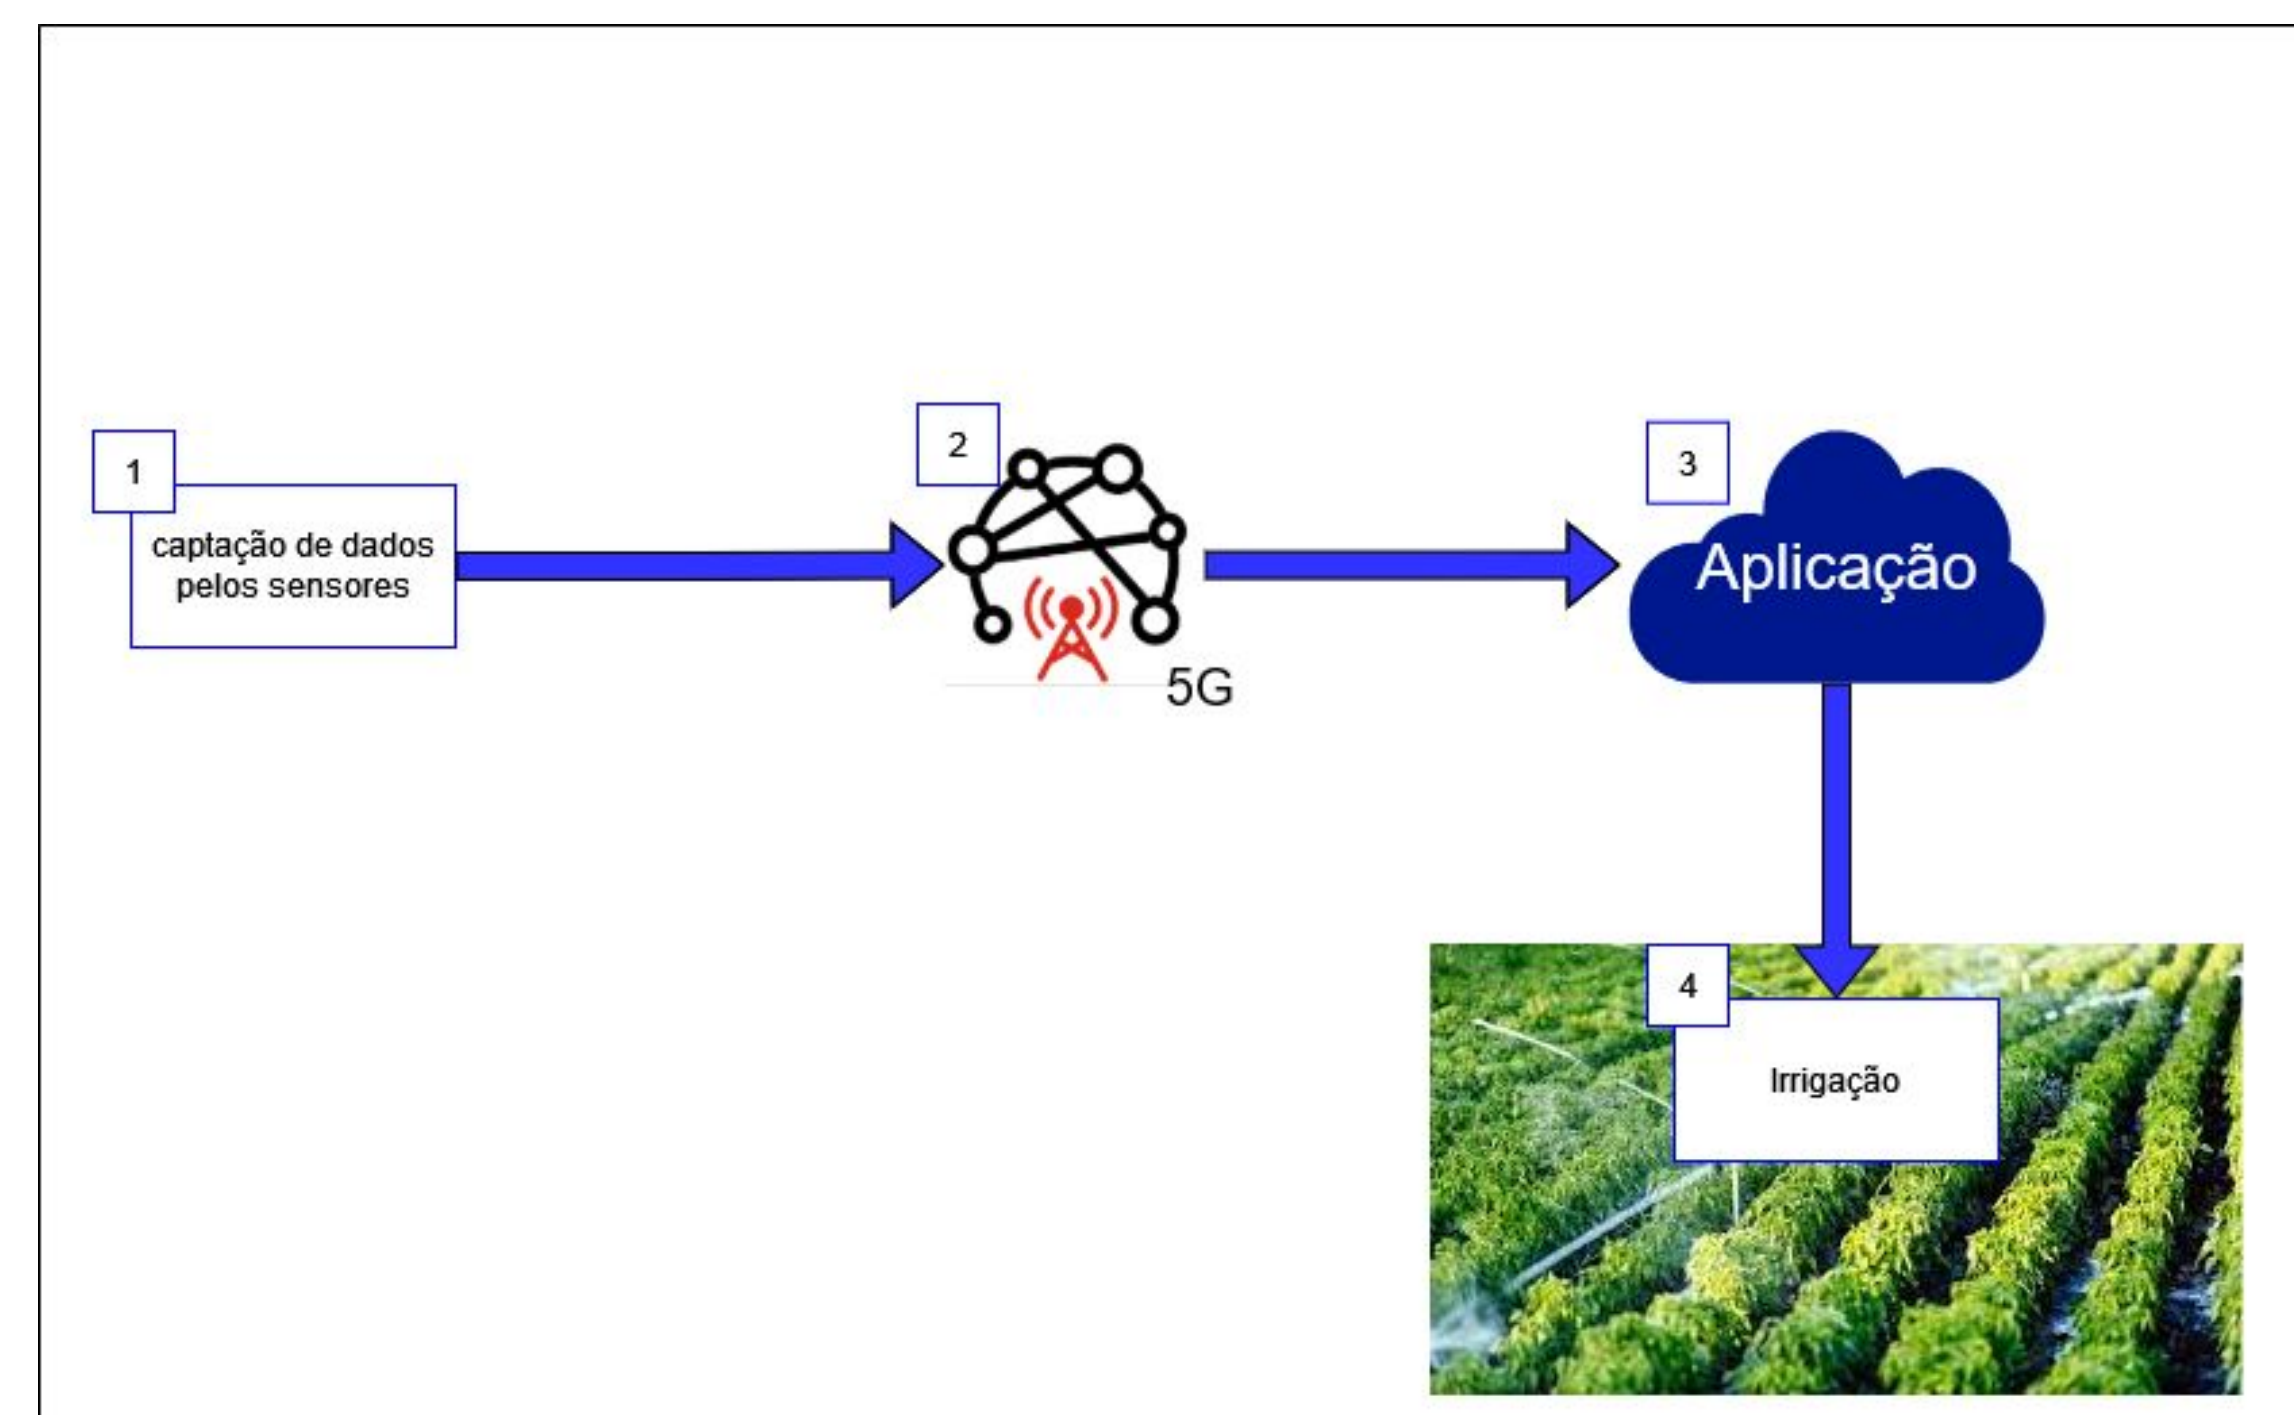 1
captação de dados
pelos sensores
2
5G
3
Aplicação
4
Irrigação